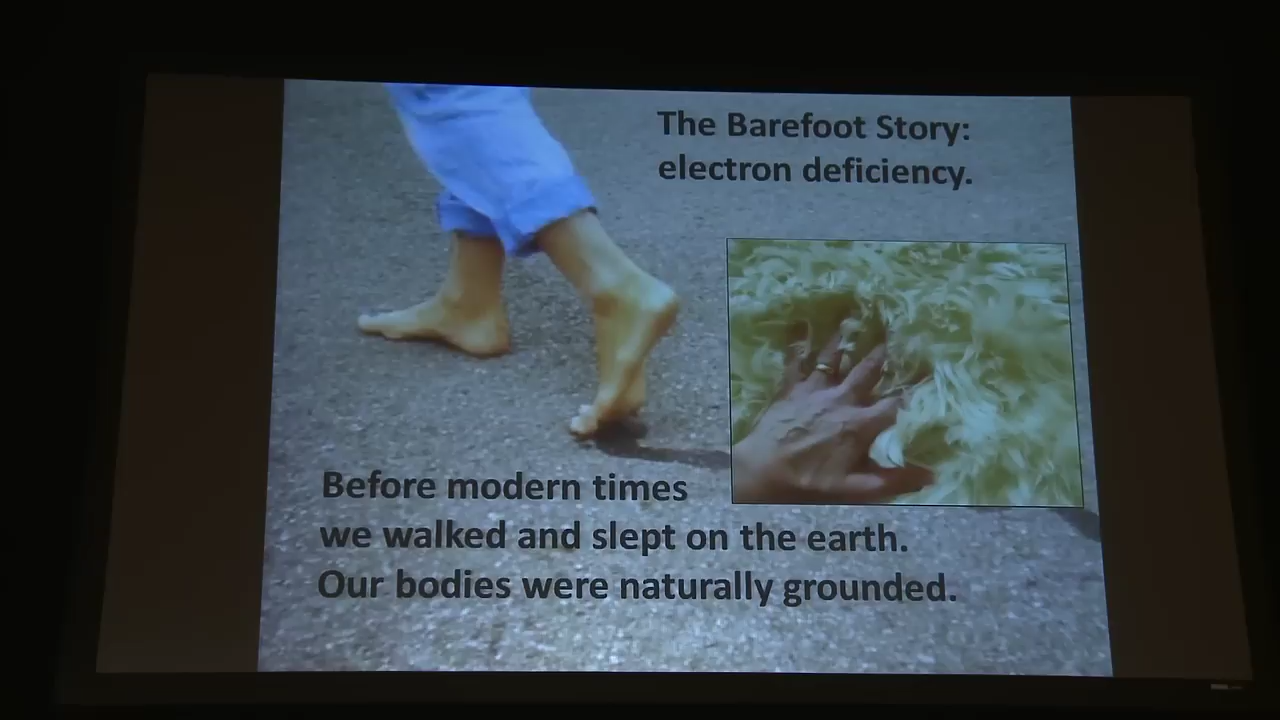 The Barefoot Story:
electron deficiency.
Before modern times
we walked and slept on the earth.
Our bodies were naturally grounded.